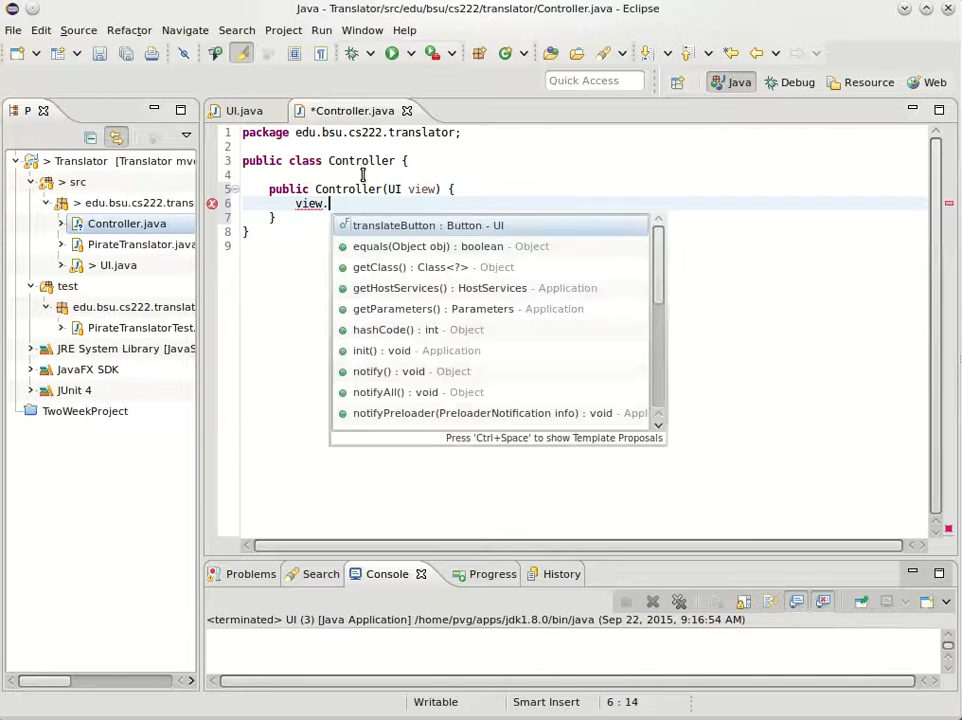 Java - Translator/src/edu/bsu/cs222/translator/Controller.java - Eclipse
File Edit Source Refactor Navigate Search Project Run Window Help
Quick Access
Java Debug Resource Web
P
UI.java *Controller.java
> Translator [Translator mv
> src
> edu.bsu.cs222.trans
Controller.java
PirateTranslator.java
> UI.java
test
edu.bsu.cs222.translat
PirateTranslatorTest.
JRE System Library [JavaS
JavaFX SDK
JUnit 4
TwoWeekProject
1 package edu.bsu.cs222.translator;
2
3 public class Controller {
4
5 public Controller(UI view) {
6 view.
7 }
8 }
9
translateButton : Button - UI
equals(Object obj) : boolean - Object
getClass() : Class<?> - Object
getHostServices() : HostServices - Application
getParameters() : Parameters - Application
hashCode() : int - Object
init() : void - Application
notify() : void - Object
notifyAll() : void - Object
notifyPreloader(PreloaderNotification info) : void - Appl
Press 'Ctrl+Space' to show Template Proposals
Problems Search Console Progress History
<terminated> UI (3) [Java Application] /home/pvg/apps/jdk1.8.0/bin/java (Sep 22, 2015, 9:16:54 AM)
Writable Smart Insert 6 : 14